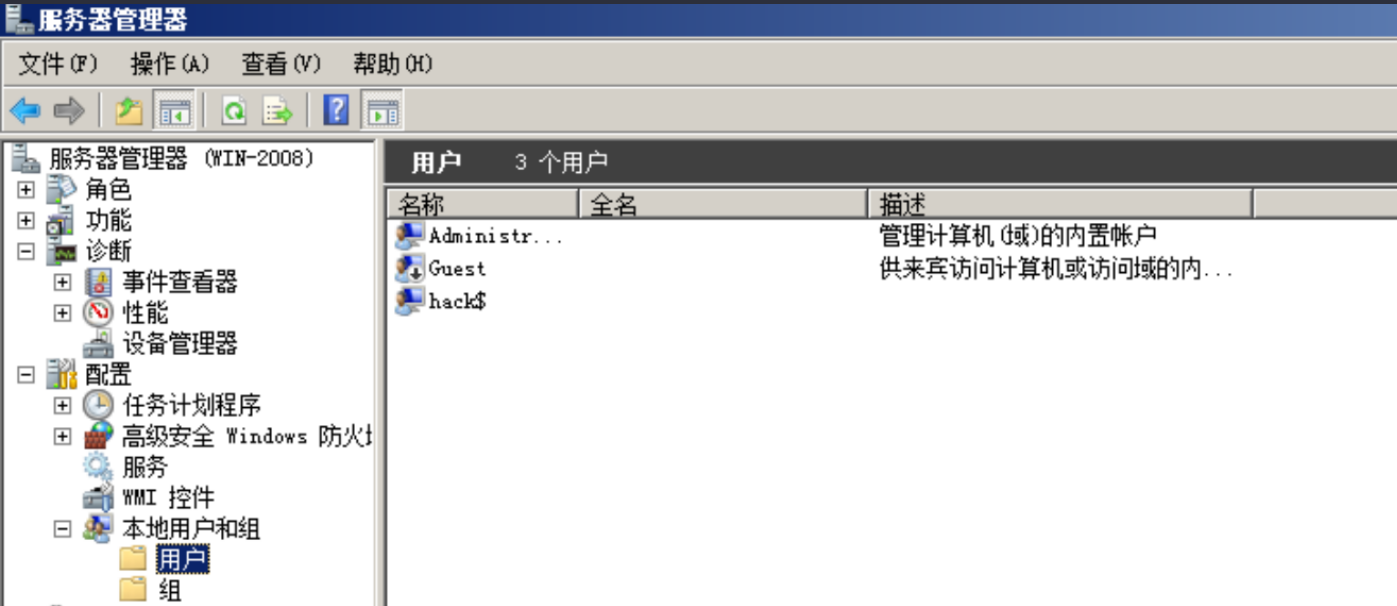 服务器管理器
文件(F) 操作(A) 查看(V) 帮助(H)
服务器管理器 (WIN-2008)
角色
功能
诊断
事件查看器
性能
设备管理器
配置
任务计划程序
高级安全 Windows 防火
服务
WMI 控件
本地用户和组
用户
组
用户 3 个用户
名称 全名 描述
Administr... 管理计算机(域)的内置帐户
Guest 供来宾访问计算机或访问域的内...
hack$